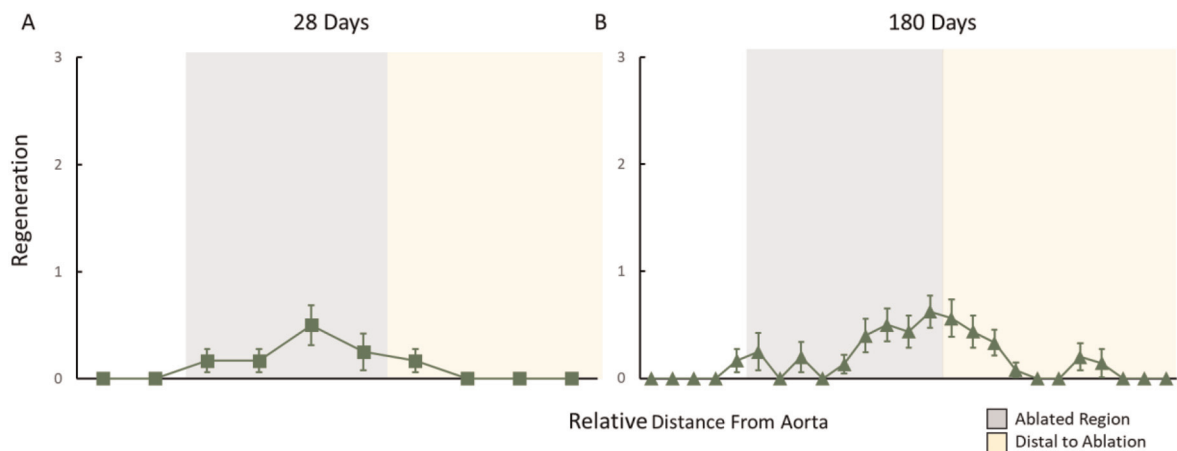 A
28 Days
B
180 Days
3
2
1
0
Regeneration
3
2
1
0
Relative Distance From Aorta
Ablated Region
Distal to Ablation